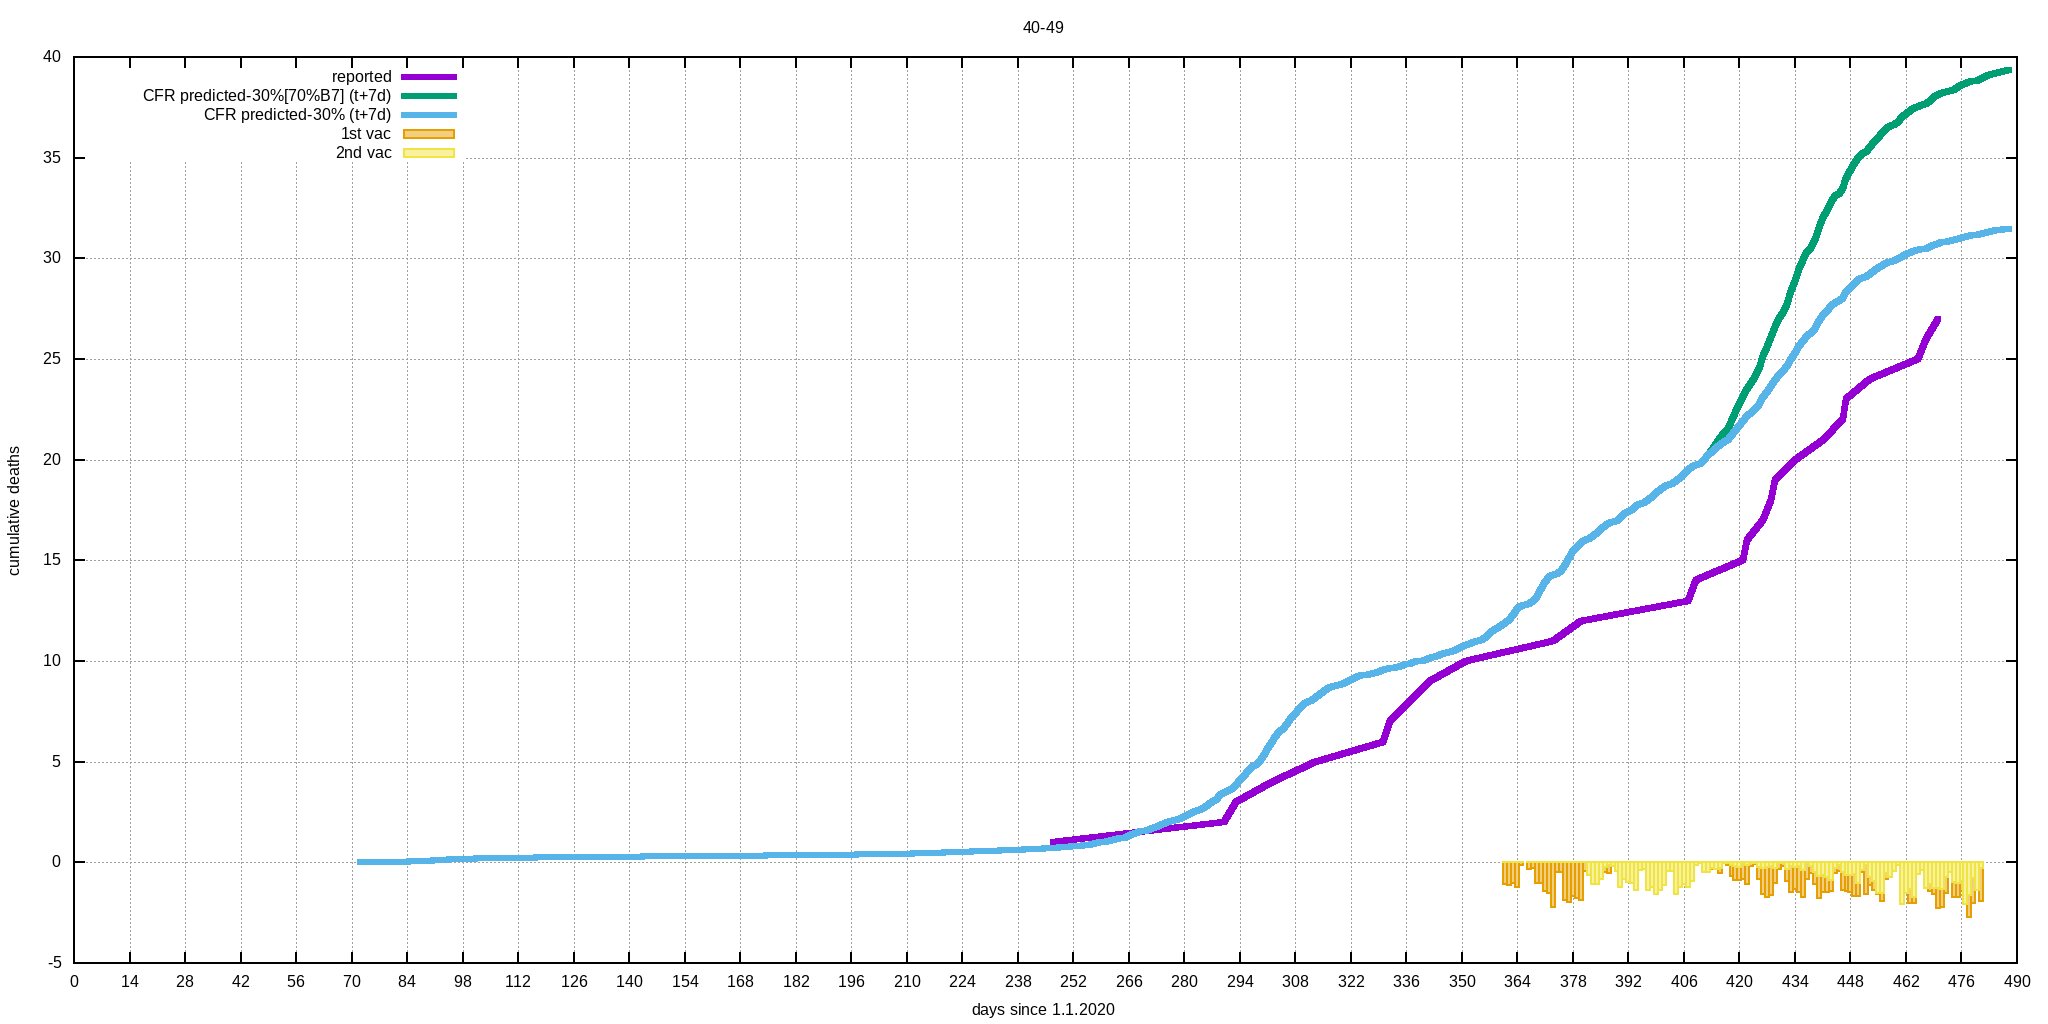 40-49
reported
CFR predicted-30%[70%B7] (t+7d)
CFR predicted-30% (t+7d)
1st vac
2nd vac
40
35
30
25
20
15
10
5
0
-5
cumulative deaths
0 14 28 42 56 70 84 98 112 126 140 154 168 182 196 210 224 238 252 266 280 294 308 322 336 350 364 378 392 406 420 434 448 462 476 490
days since 1.1.2020